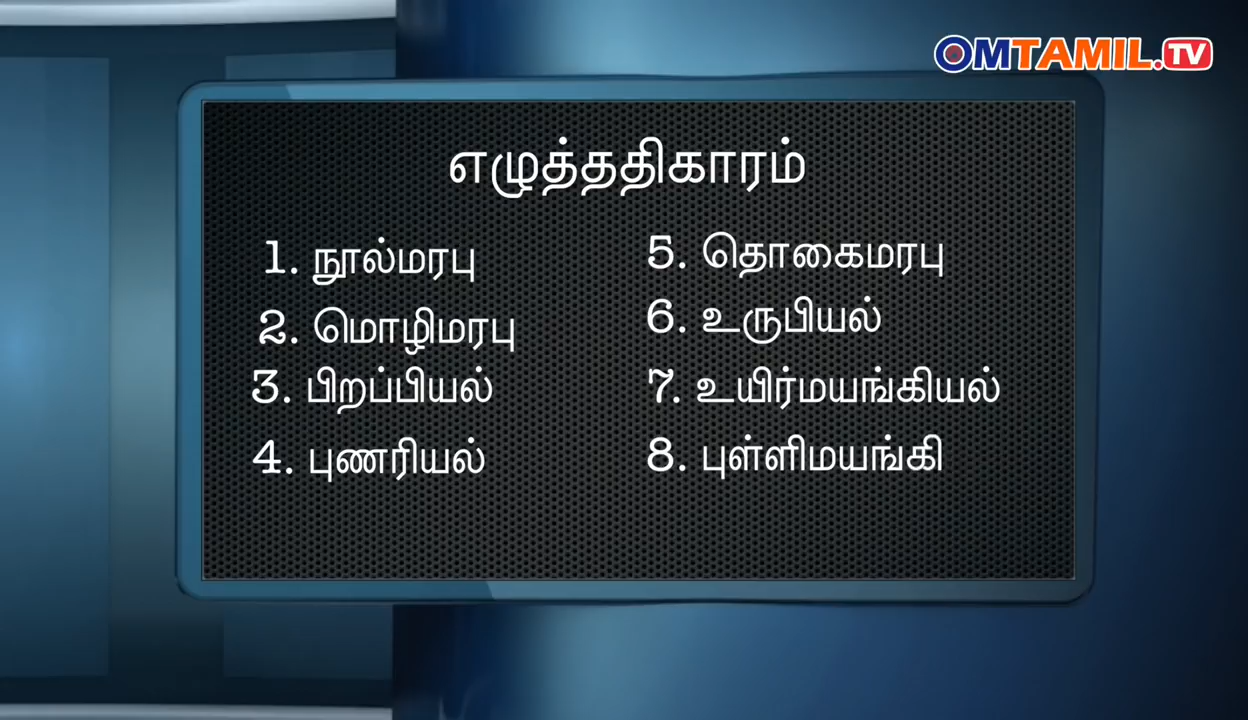 OMTAMIL.TV
எழுத்ததிகாரம்
1. நூல்மரபு
2. மொழிமரபு
3. பிறப்பியல்
4. புணரியல்
5. தொகைமரபு
6. உருபியல்
7. உயிர்மயங்கியல்
8. புள்ளிமயங்கி